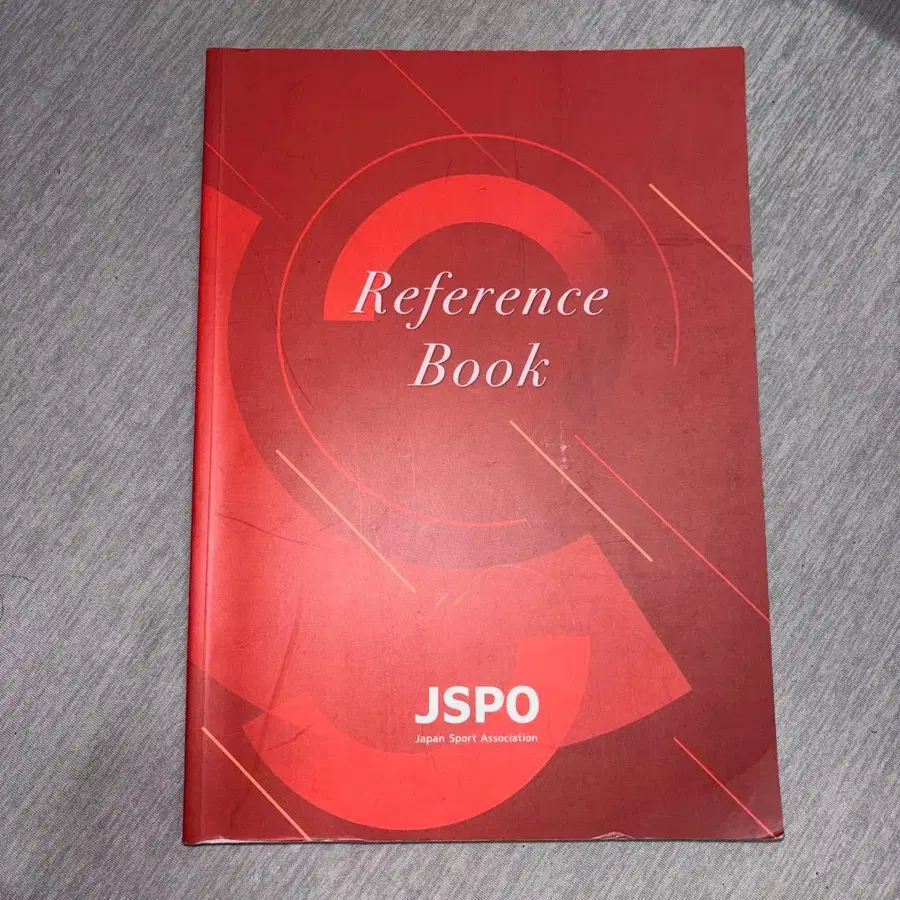 Reference
Book
JSPO
Japan Sport Association